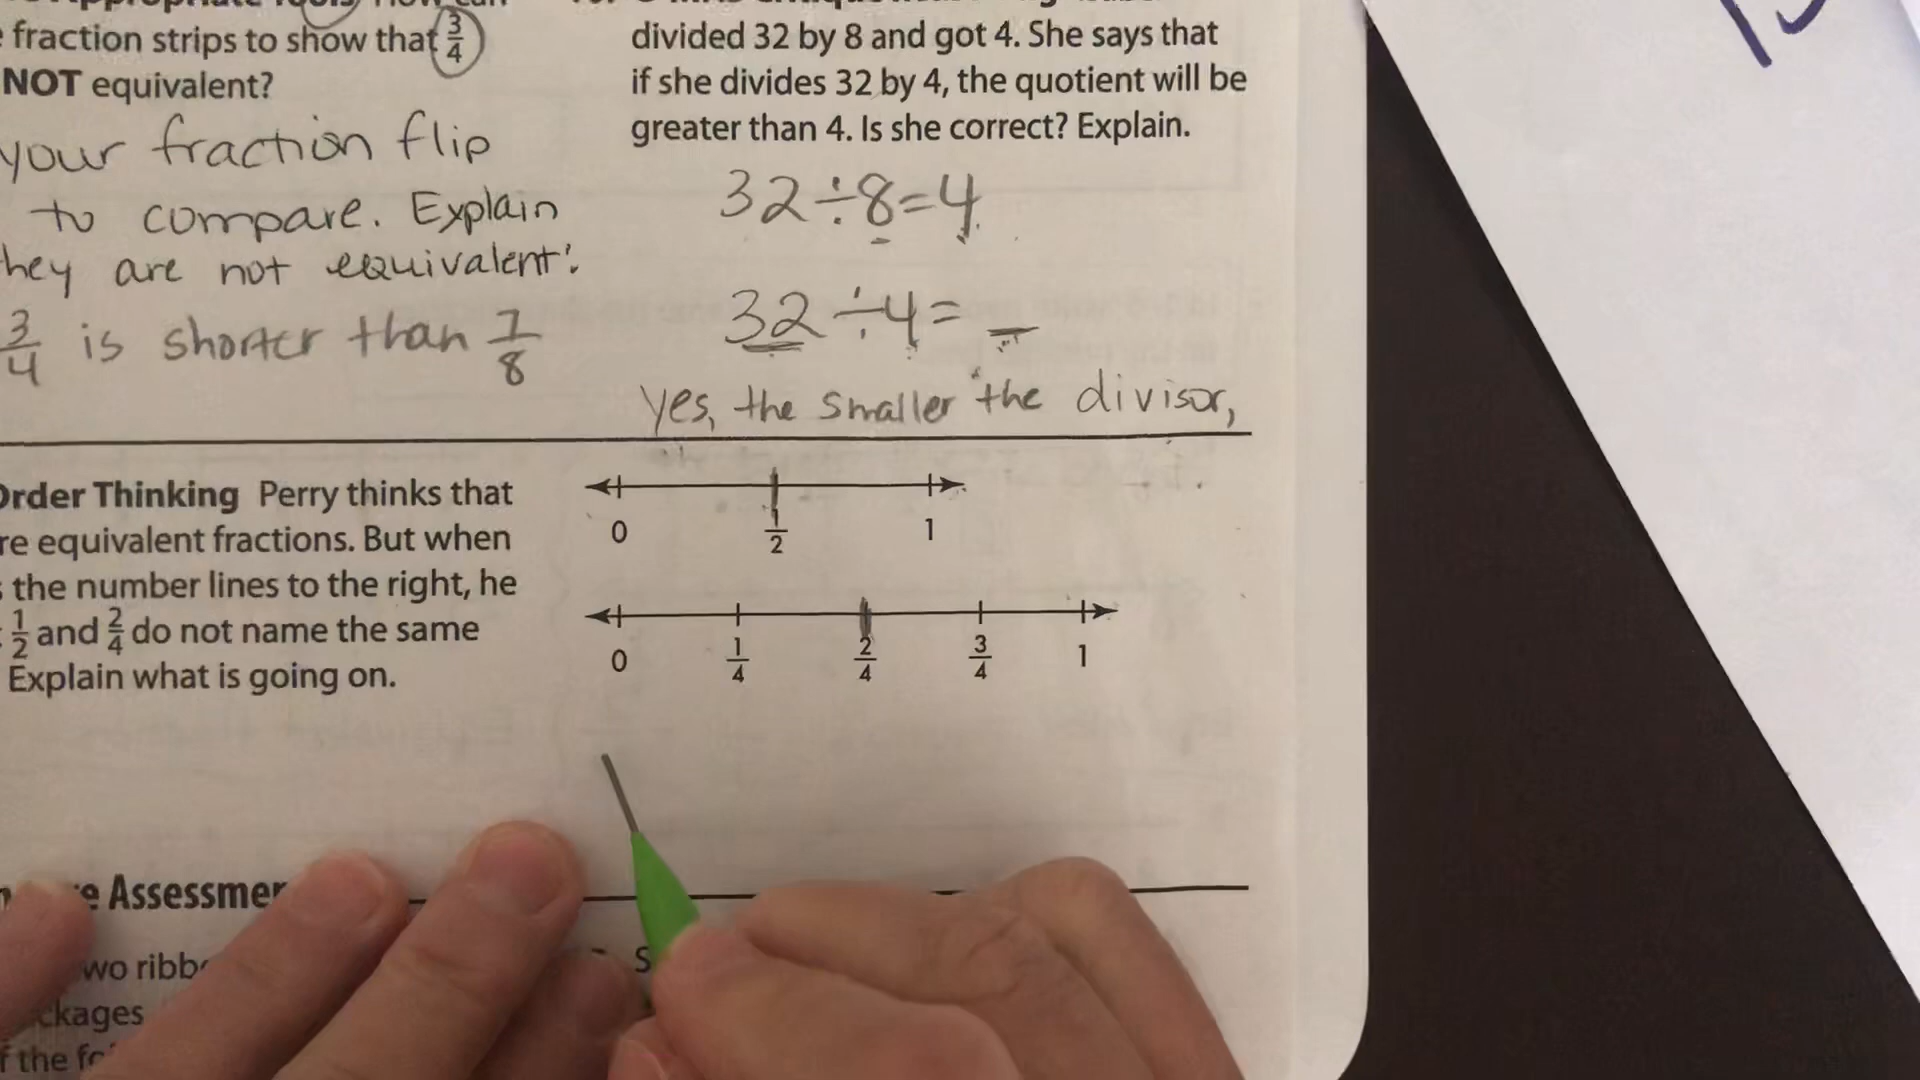 fraction strips to show that 3/4
NOT equivalent?
your fraction flip
to compare. Explain
they are not equivalent.
3/4 is shorter than 7/8
divided 32 by 8 and got 4. She says that
if she divides 32 by 4, the quotient will be
greater than 4. Is she correct? Explain.
32÷8=4
32÷4=_
yes, the smaller the divisor,
Order Thinking Perry thinks that
re equivalent fractions. But when
the number lines to the right, he
1/2 and 2/4 do not name the same
Explain what is going on.
0 1/2 1
0 1/4 2/4 3/4 1
e Assessmen
wo ribb
ckages
f the fo
S